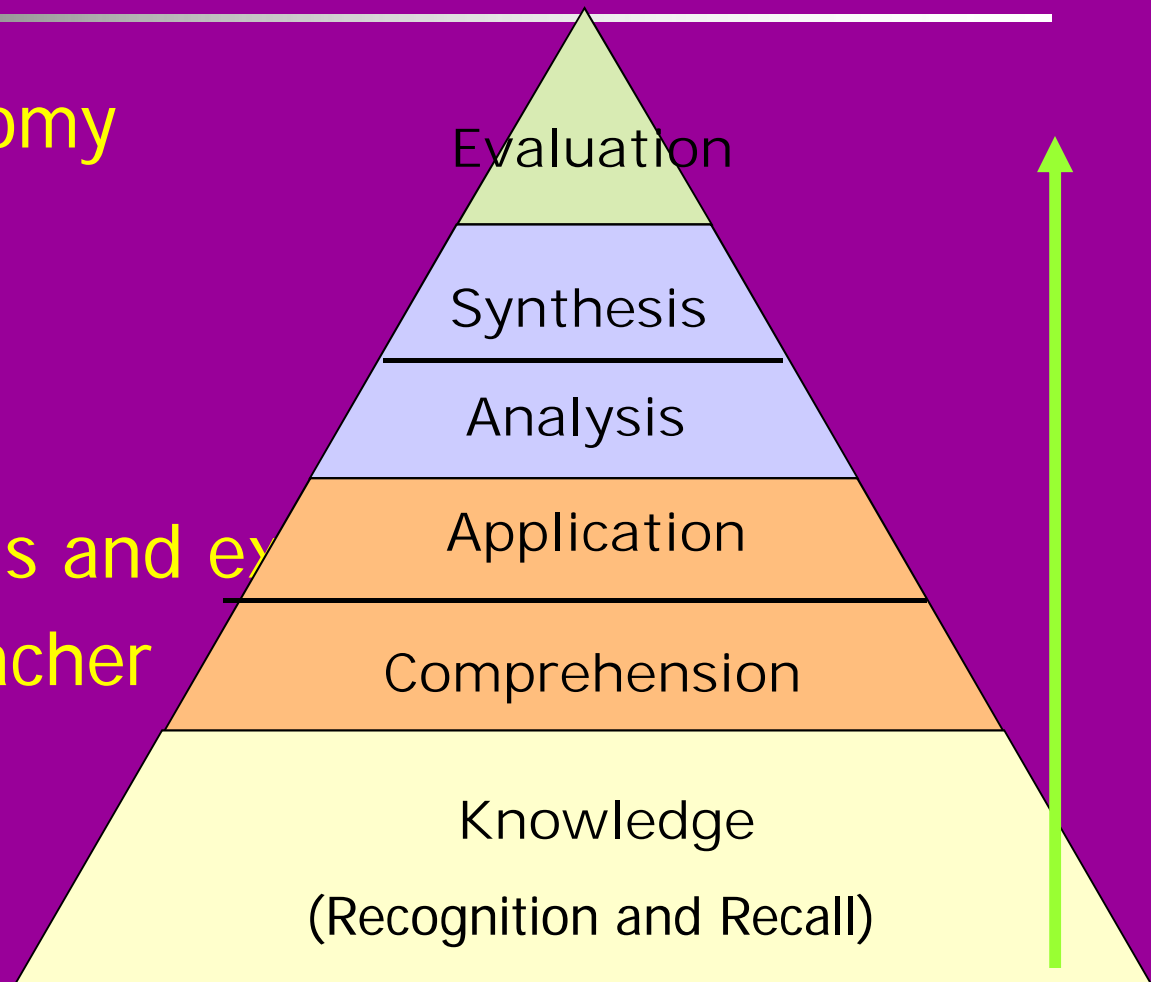 omy
Evaluation
Synthesis
Analysis
Application
s and ex
Comprehension
acher
Knowledge
(Recognition and Recall)